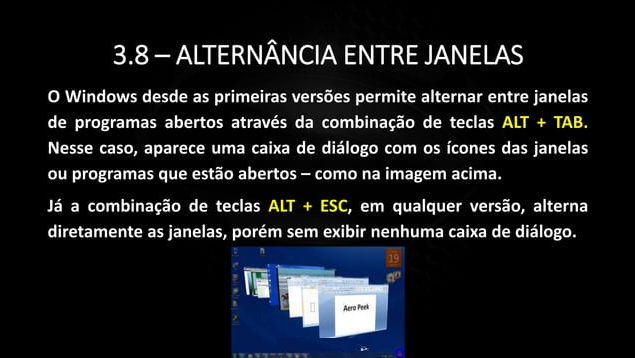 3.8 – ALTERNÂNCIA ENTRE JANELAS
O Windows desde as primeiras versões permite alternar entre janelas
de programas abertos através da combinação de teclas ALT + TAB.
Nesse caso, aparece uma caixa de diálogo com os ícones das janelas
ou programas que estão abertos – como na imagem acima.
Já a combinação de teclas ALT + ESC, em qualquer versão, alterna
diretamente as janelas, porém sem exibir nenhuma caixa de diálogo.
19
Aero Peek